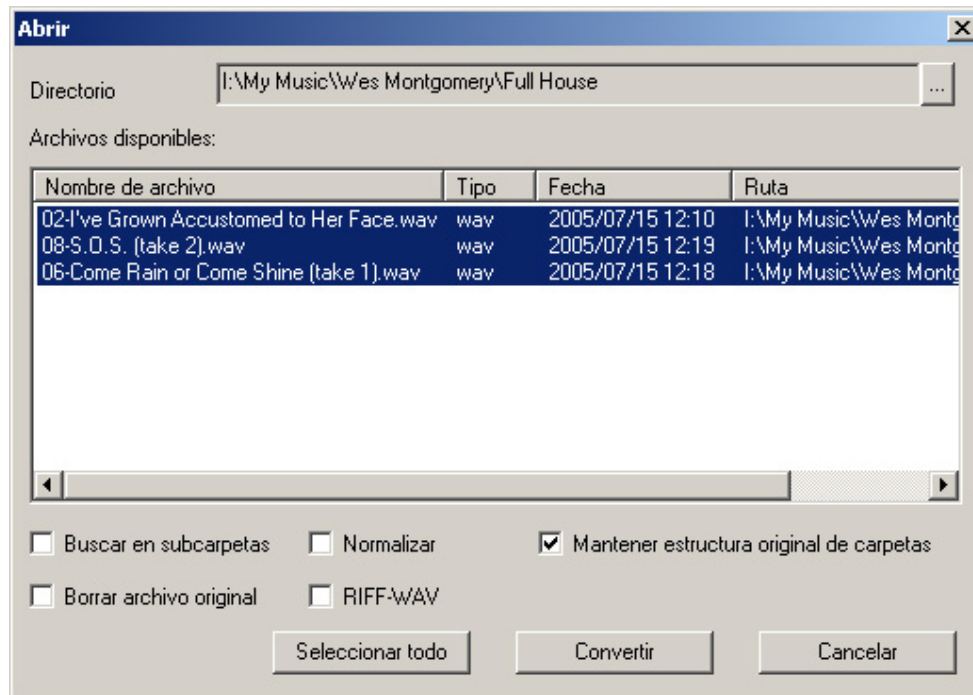 Abrir
Directorio I:\My Music\Wes Montgomery\Full House ...
Archivos disponibles:
Nombre de archivo Tipo Fecha Ruta
02-I've Grown Accustomed to Her Face.wav wav 2005/07/15 12:10 I:\My Music\Wes Montg
08-S.O.S. (take 2).wav wav 2005/07/15 12:19 I:\My Music\Wes Montg
06-Come Rain or Come Shine (take 1).wav wav 2005/07/15 12:18 I:\My Music\Wes Montg
Buscar en subcarpetas Normalizar Mantener estructura original de carpetas
Borrar archivo original RIFF-WAV
Seleccionar todo Convertir Cancelar